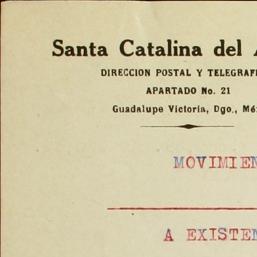 Santa Catalina del
DIRECCION POSTAL Y TELEGRAFI
APARTADO No. 21
Guadalupe Victoria, Dgo., Mé
MOVIMIEN
A EXISTEN